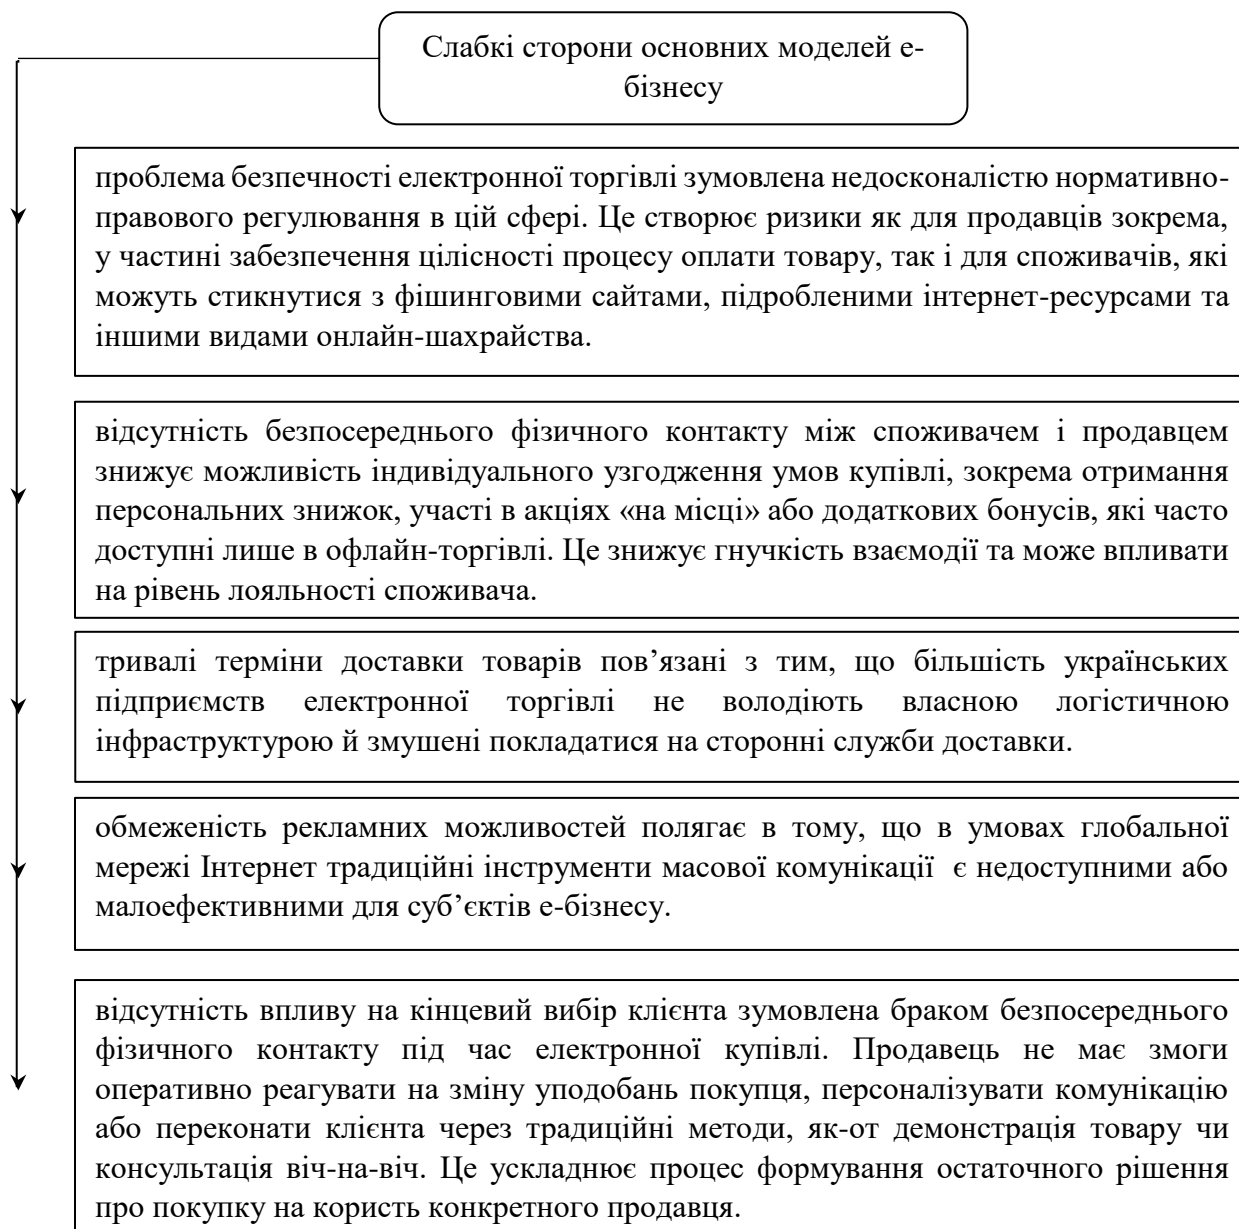 Слабкі сторони основних моделей е-
бізнесу
проблема безпечності електронної торгівлі зумовлена недосконалістю нормативно-
правового регулювання в цій сфері. Це створює ризики як для продавців зокрема,
у частині забезпечення цілісності процесу оплати товару, так і для споживачів, які
можуть стикнутися з фішинговими сайтами, підробленими інтернет-ресурсами та
іншими видами онлайн-шахрайства.
відсутність безпосереднього фізичного контакту між споживачем і продавцем
знижує можливість індивідуального узгодження умов купівлі, зокрема отримання
персональних знижок, участі в акціях «на місці» або додаткових бонусів, які часто
доступні лише в офлайн-торгівлі. Це знижує гнучкість взаємодії та може впливати
на рівень лояльності споживача.
тривалі терміни доставки товарів пов’язані з тим, що більшість українських
підприємств електронної торгівлі не володіють власною логістичною
інфраструктурою й змушені покладатися на сторонні служби доставки.
обмеженість рекламних можливостей полягає в тому, що в умовах глобальної
мережі Інтернет традиційні інструменти масової комунікації є недоступними або
малоефективними для суб’єктів е-бізнесу.
відсутність впливу на кінцевий вибір клієнта зумовлена браком безпосереднього
фізичного контакту під час електронної купівлі. Продавець не має змоги
оперативно реагувати на зміну уподобань покупця, персоналізувати комунікацію
або переконати клієнта через традиційні методи, як-от демонстрація товару чи
консультація віч-на-віч. Це ускладнює процес формування остаточного рішення
про покупку на користь конкретного продавця.